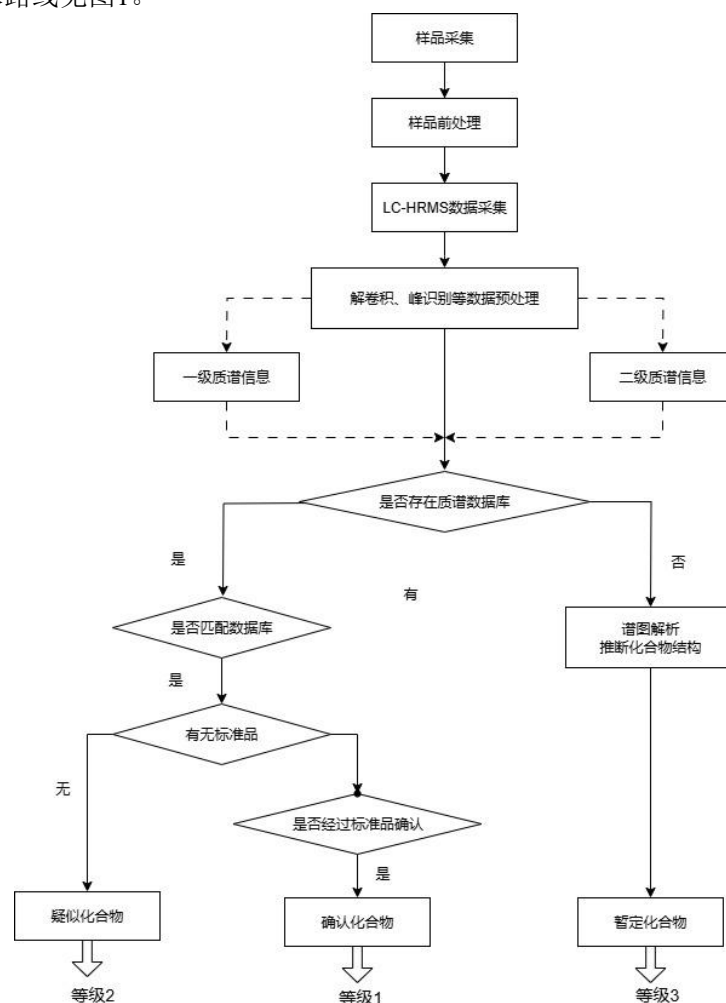 路线见图1。
样品采集
样品前处理
LC-HRMS数据采集
解卷积、峰识别等数据预处理
一级质谱信息
二级质谱信息
是否存在质谱数据库
是
否
有
是否匹配数据库
谱图解析
推断化合物结构
是
有无标准品
无
是否经过标准品确认
是
疑似化合物
确认化合物
暂定化合物
等级2
等级1
等级3